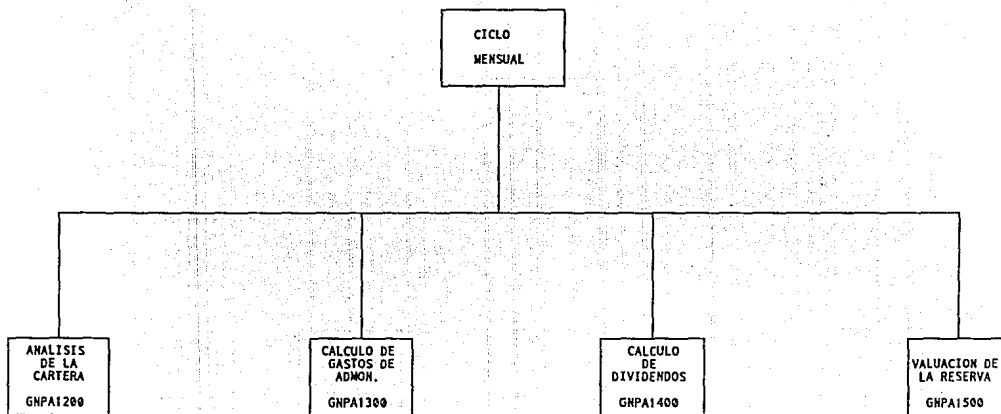 CICLO
MENSUAL
ANALISIS
DE LA
CARTERA
GNPA1200
CALCULO DE
GASTOS DE
ADMON.
GNPA1300
CALCULO
DE
DIVIDENDOS
GNPA1400
VALUACION DE
LA RESERVA
GNPA1500